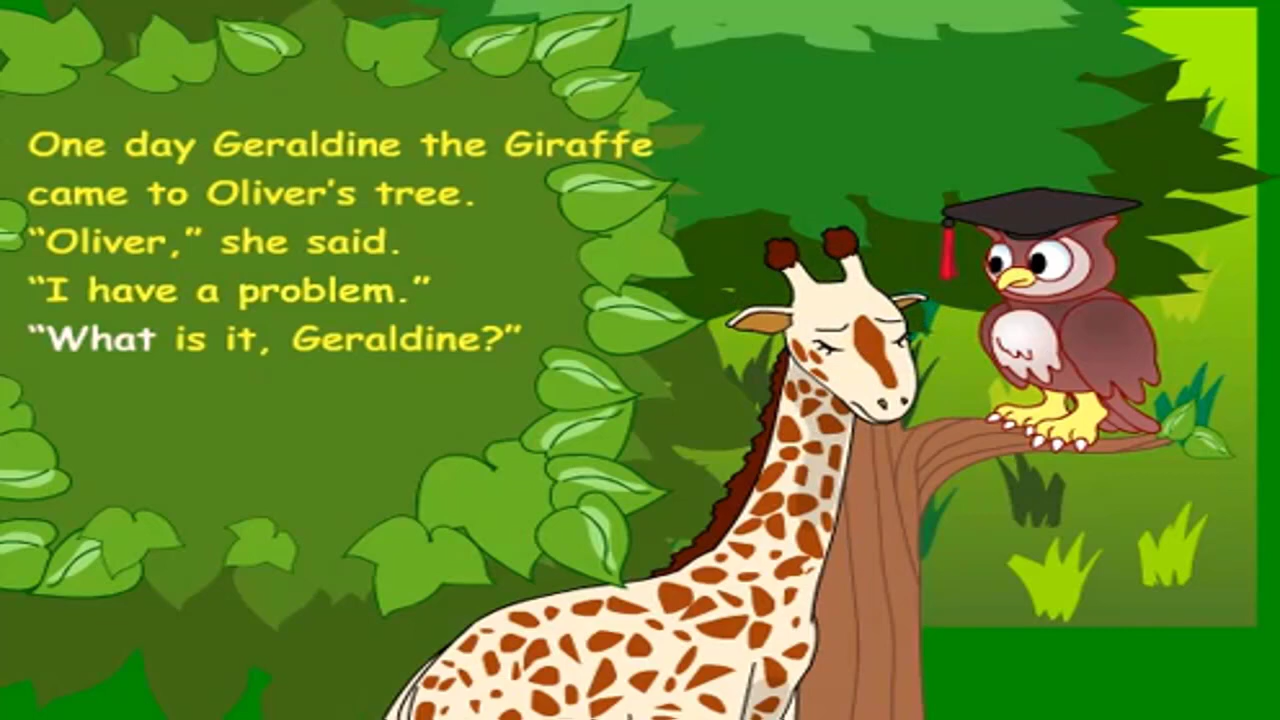 One day Geraldine the Giraffe
came to Oliver's tree.
“Oliver,” she said.
“I have a problem.”
“What is it, Geraldine?”